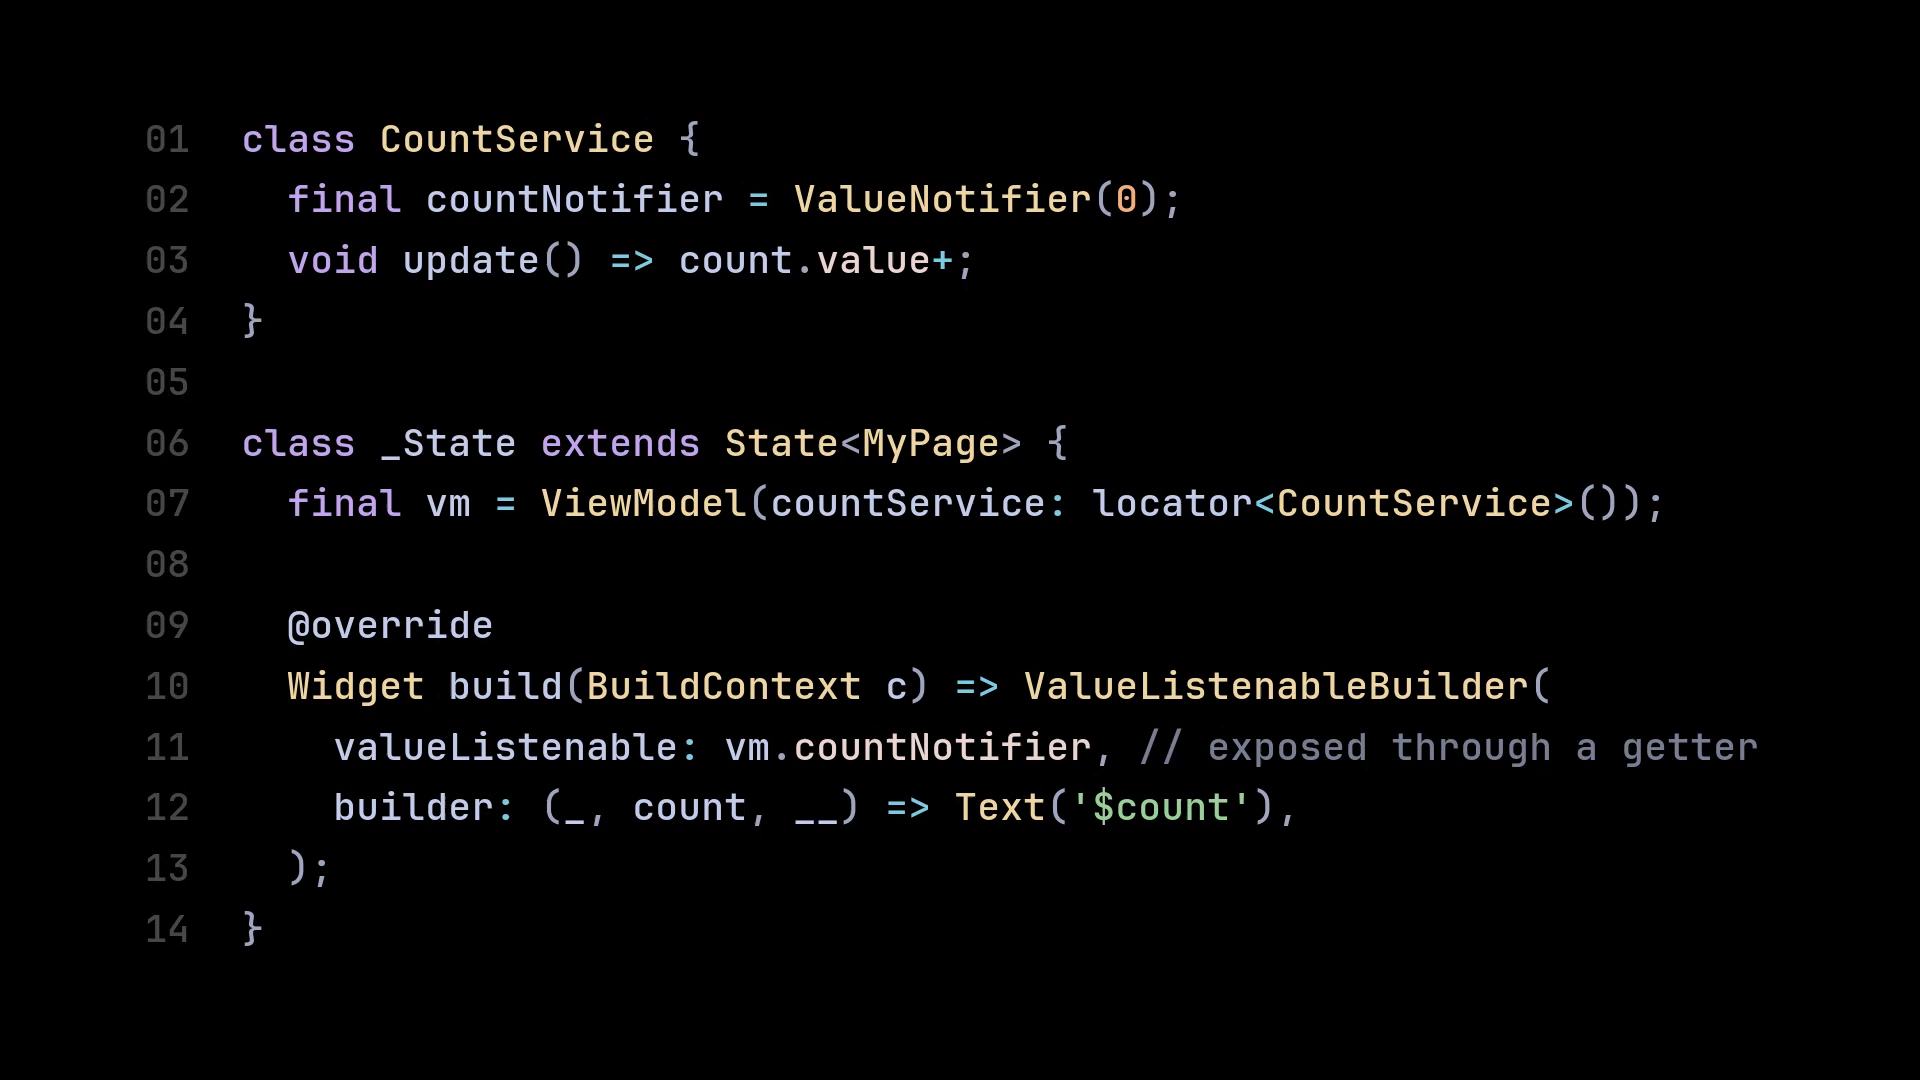 01 class CountService {
02   final countNotifier = ValueNotifier(0);
03   void update() => count.value+;
04 }
05
06 class _State extends State<MyPage> {
07   final vm = ViewModel(countService: locator<CountService>());
08
09   @override
10   Widget build(BuildContext c) => ValueListenableBuilder(
11     valueListenable: vm.countNotifier, // exposed through a getter
12     builder: (_, count, __) => Text('$count'),
13   );
14 }